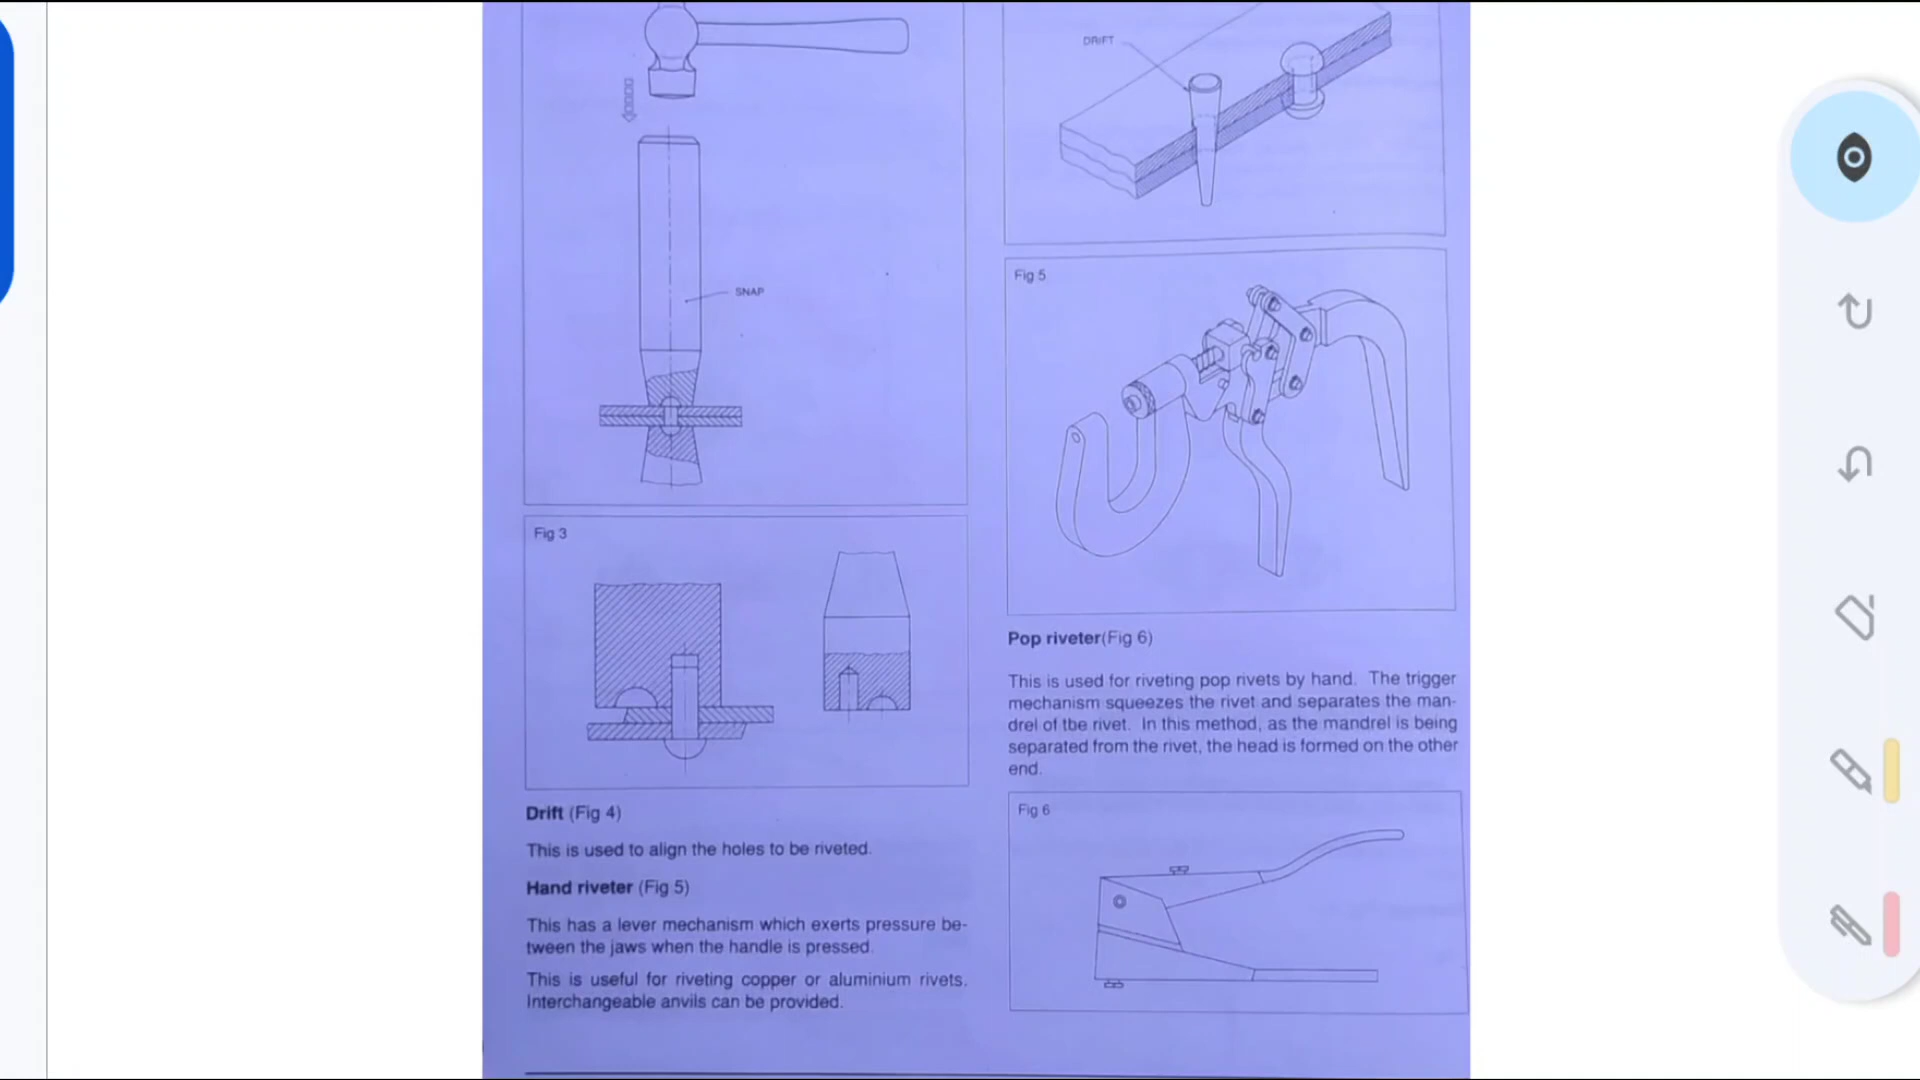 SNAP
Fig 3
Drift (Fig 4)
This is used to align the holes to be riveted.
Hand riveter (Fig 5)
This has a lever mechanism which exerts pressure be-
tween the jaws when the handle is pressed.
This is useful for riveting copper or aluminium rivets.
Interchangeable anvils can be provided.
DRIFT
Fig 5
Pop riveter(Fig 6)
This is used for riveting pop rivets by hand. The trigger
mechanism squeezes the rivet and separates the man-
drel of the rivet. In this method, as the mandrel is being
separated from the rivet, the head is formed on the other
end.
Fig 6